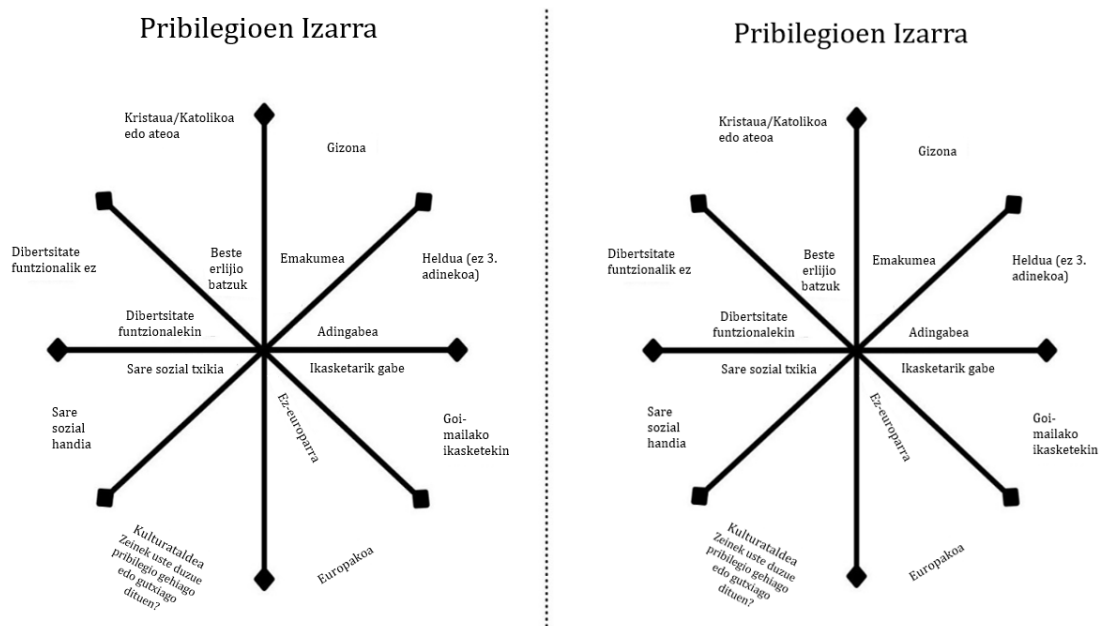 Pribilegioen Izarra
Kristaua/Katolikoa
edo ateoa
Gizona
Dibertsitate
funtzionalik ez
Beste
erlijio
batzuk
Emakumea
Heldua (ez 3.
adinekoa)
Dibertsitate
funtzionalekin
Adingabea
Sare sozial txikia
Ikasketarik gabe
Sare
sozial
handia
Ez-europarra
Goi-
mailako
ikasketekin
Kulturataldea
Zeinek uste duzue
pribilegio gehiago
edo gutxiago
dituen?
Europakoa
Pribilegioen Izarra
Kristaua/Katolikoa
edo ateoa
Gizona
Dibertsitate
funtzionalik ez
Beste
erlijio
batzuk
Emakumea
Heldua (ez 3.
adinekoa)
Dibertsitate
funtzionalekin
Adingabea
Sare sozial txikia
Ikasketarik gabe
Sare
sozial
handia
Ez-europarra
Goi-
mailako
ikasketekin
Kulturataldea
Zeinek uste duzue
pribilegio gehiago
edo gutxiago
dituen?
Europakoa